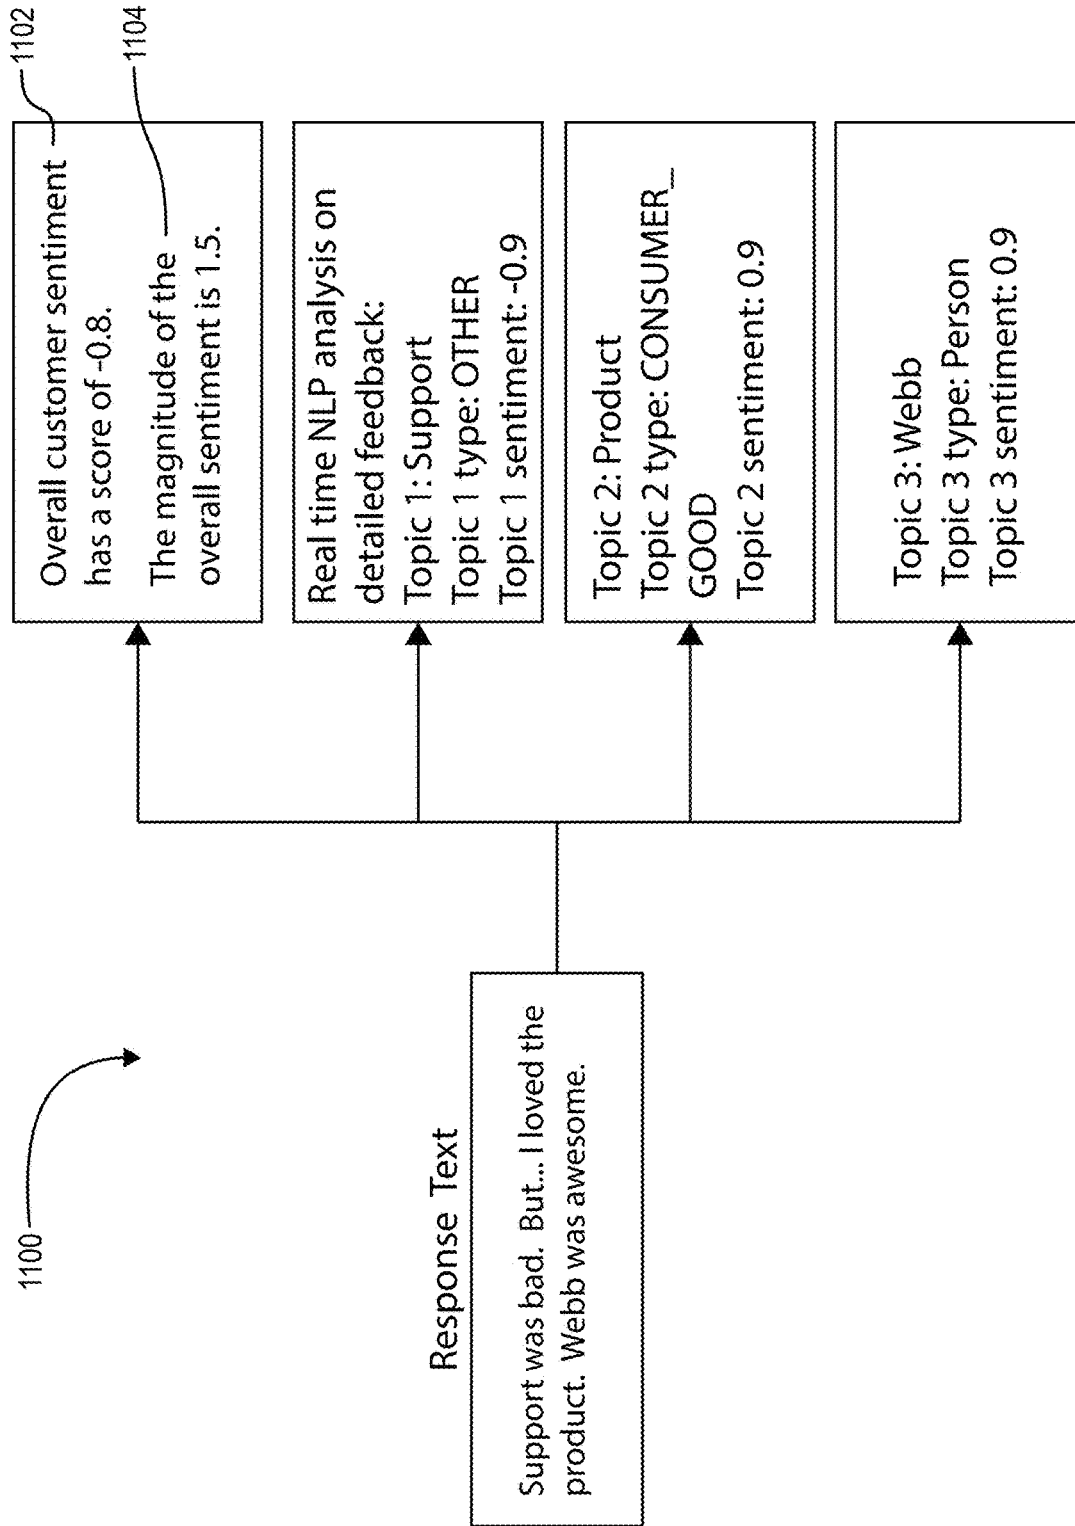 1100
Response Text
Support was bad. But... I loved the
product. Webb was awesome.
Overall customer sentiment
has a score of -0.8.
The magnitude of the
overall sentiment is 1.5.
1102
1104
Real time NLP analysis on
detailed feedback:
Topic 1: Support
Topic 1 type: OTHER
Topic 1 sentiment: -0.9
Topic 2: Product
Topic 2 type: CONSUMER_
GOOD
Topic 2 sentiment: 0.9
Topic 3: Webb
Topic 3 type: Person
Topic 3 sentiment: 0.9